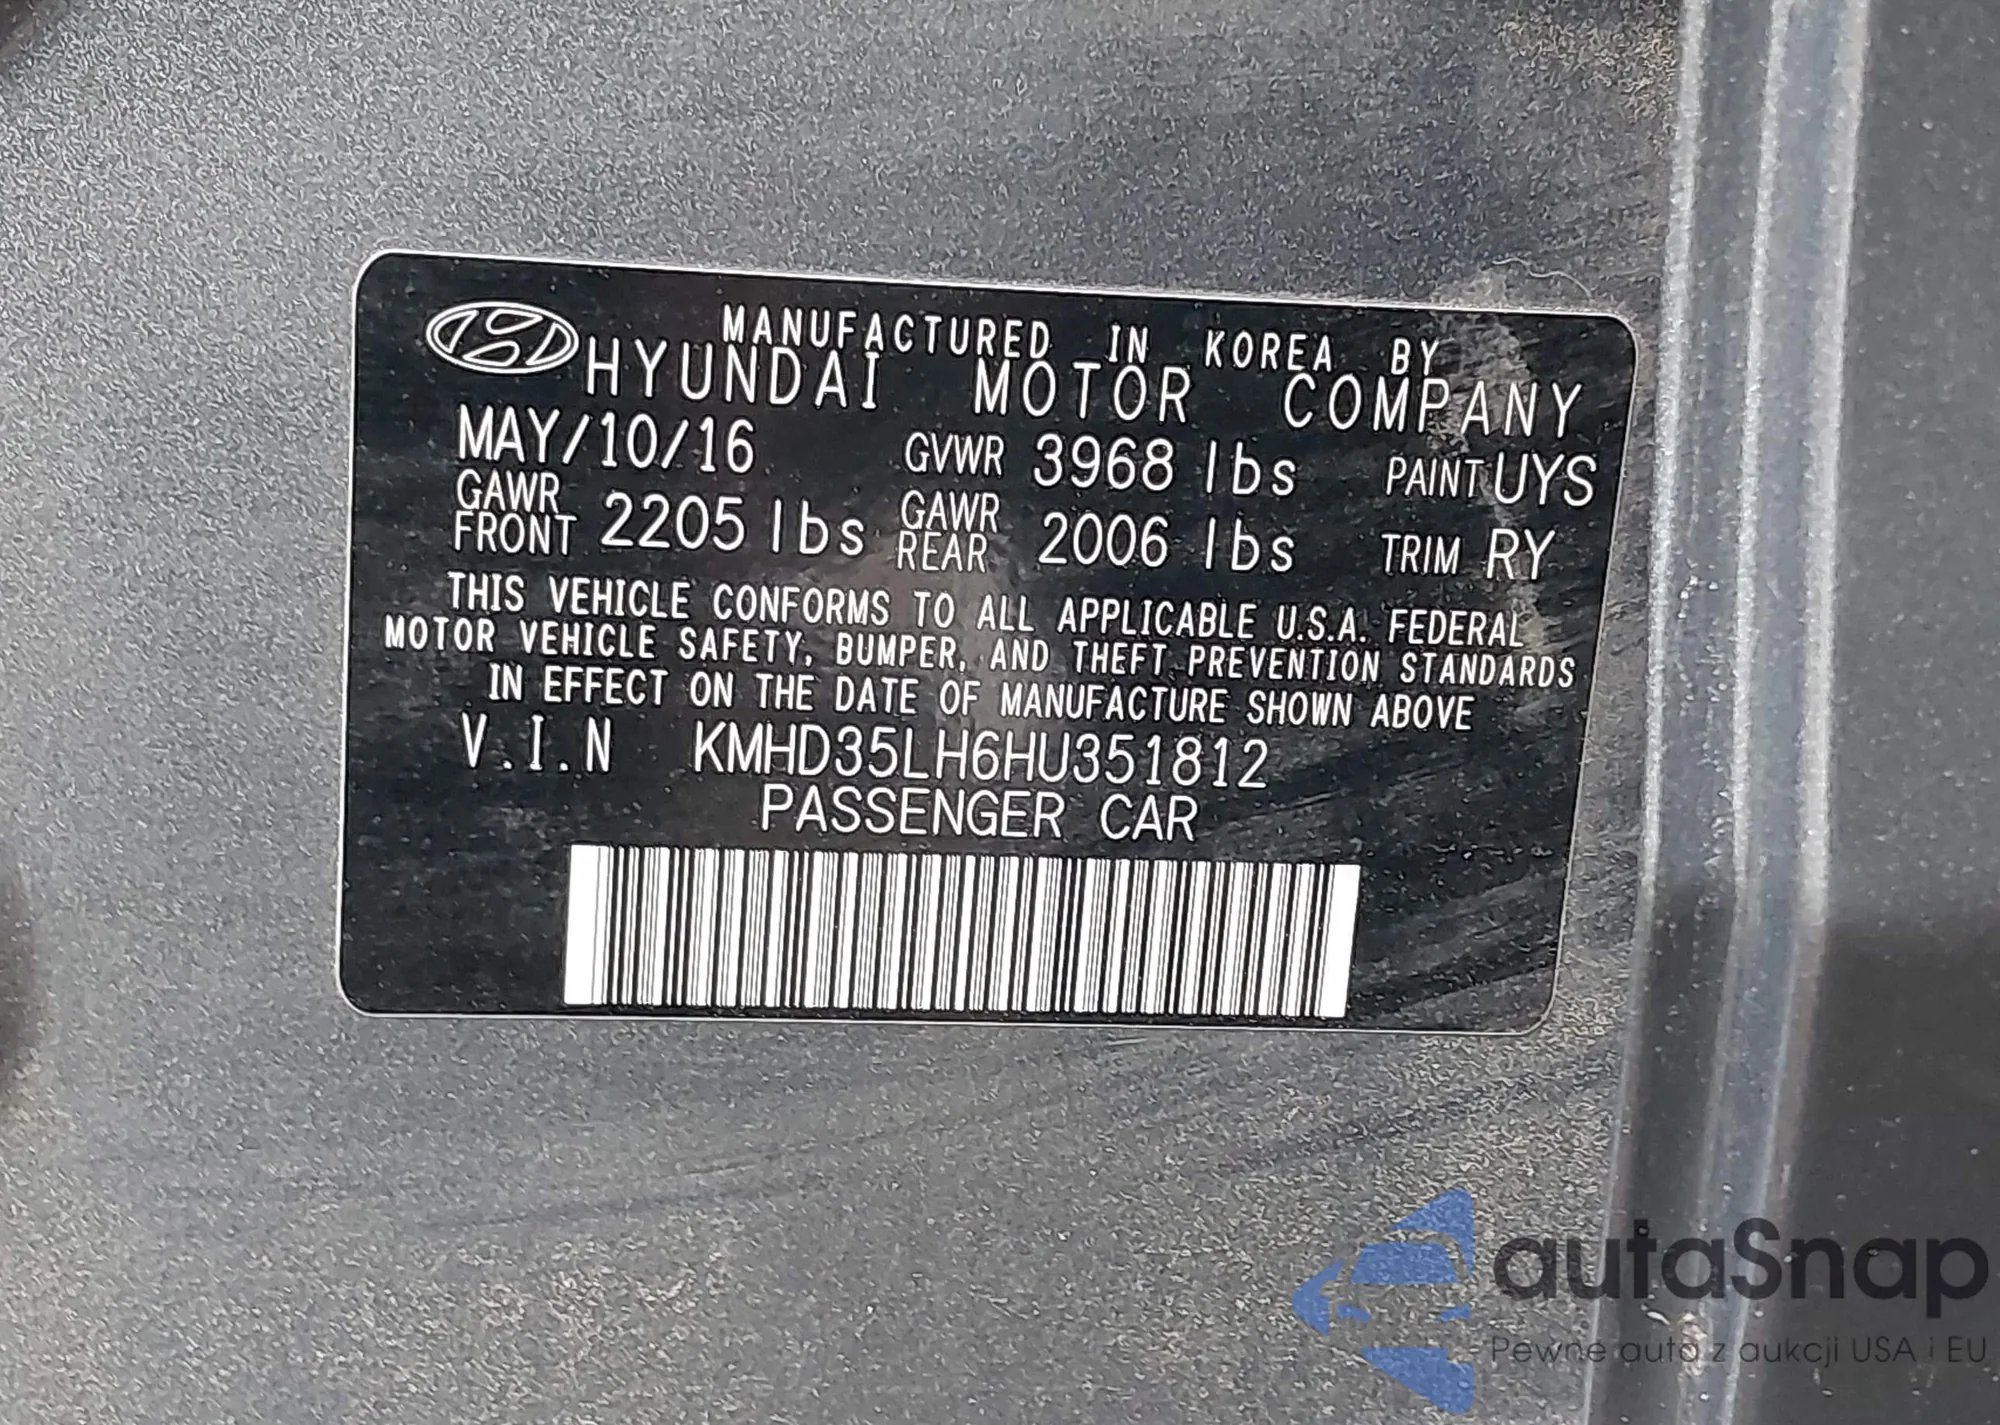 MANUFACTURED IN KOREA BY
HYUNDAI MOTOR COMPANY
MAY/10/16 GVWR 3968 lbs PAINT UYS
GAWR FRONT 2205 lbs GAWR REAR 2006 lbs TRIM RY
THIS VEHICLE CONFORMS TO ALL APPLICABLE U.S.A. FEDERAL
MOTOR VEHICLE SAFETY, BUMPER, AND THEFT PREVENTION STANDARDS
IN EFFECT ON THE DATE OF MANUFACTURE SHOWN ABOVE
V.I.N KMHD35LH6HU351812
PASSENGER CAR
autaSnap
Pewne auto z aukcji USA i EU